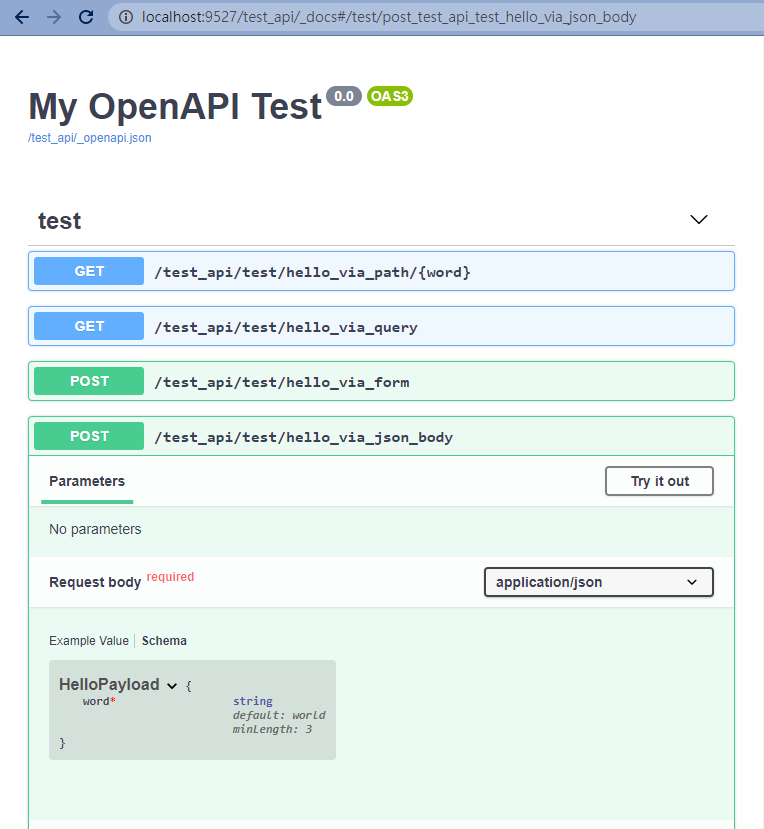 localhost:9527/test_api/_docs#/test/post_test_api_test_hello_via_json_body
My OpenAPI Test 0.0 OAS3
/test_api/_openapi.json
test
GET /test_api/test/hello_via_path/{word}
GET /test_api/test/hello_via_query
POST /test_api/test/hello_via_form
POST /test_api/test/hello_via_json_body
Parameters Try it out
No parameters
Request body required application/json
Example Value Schema
HelloPayload {
word* string
default: world
minLength: 3
}